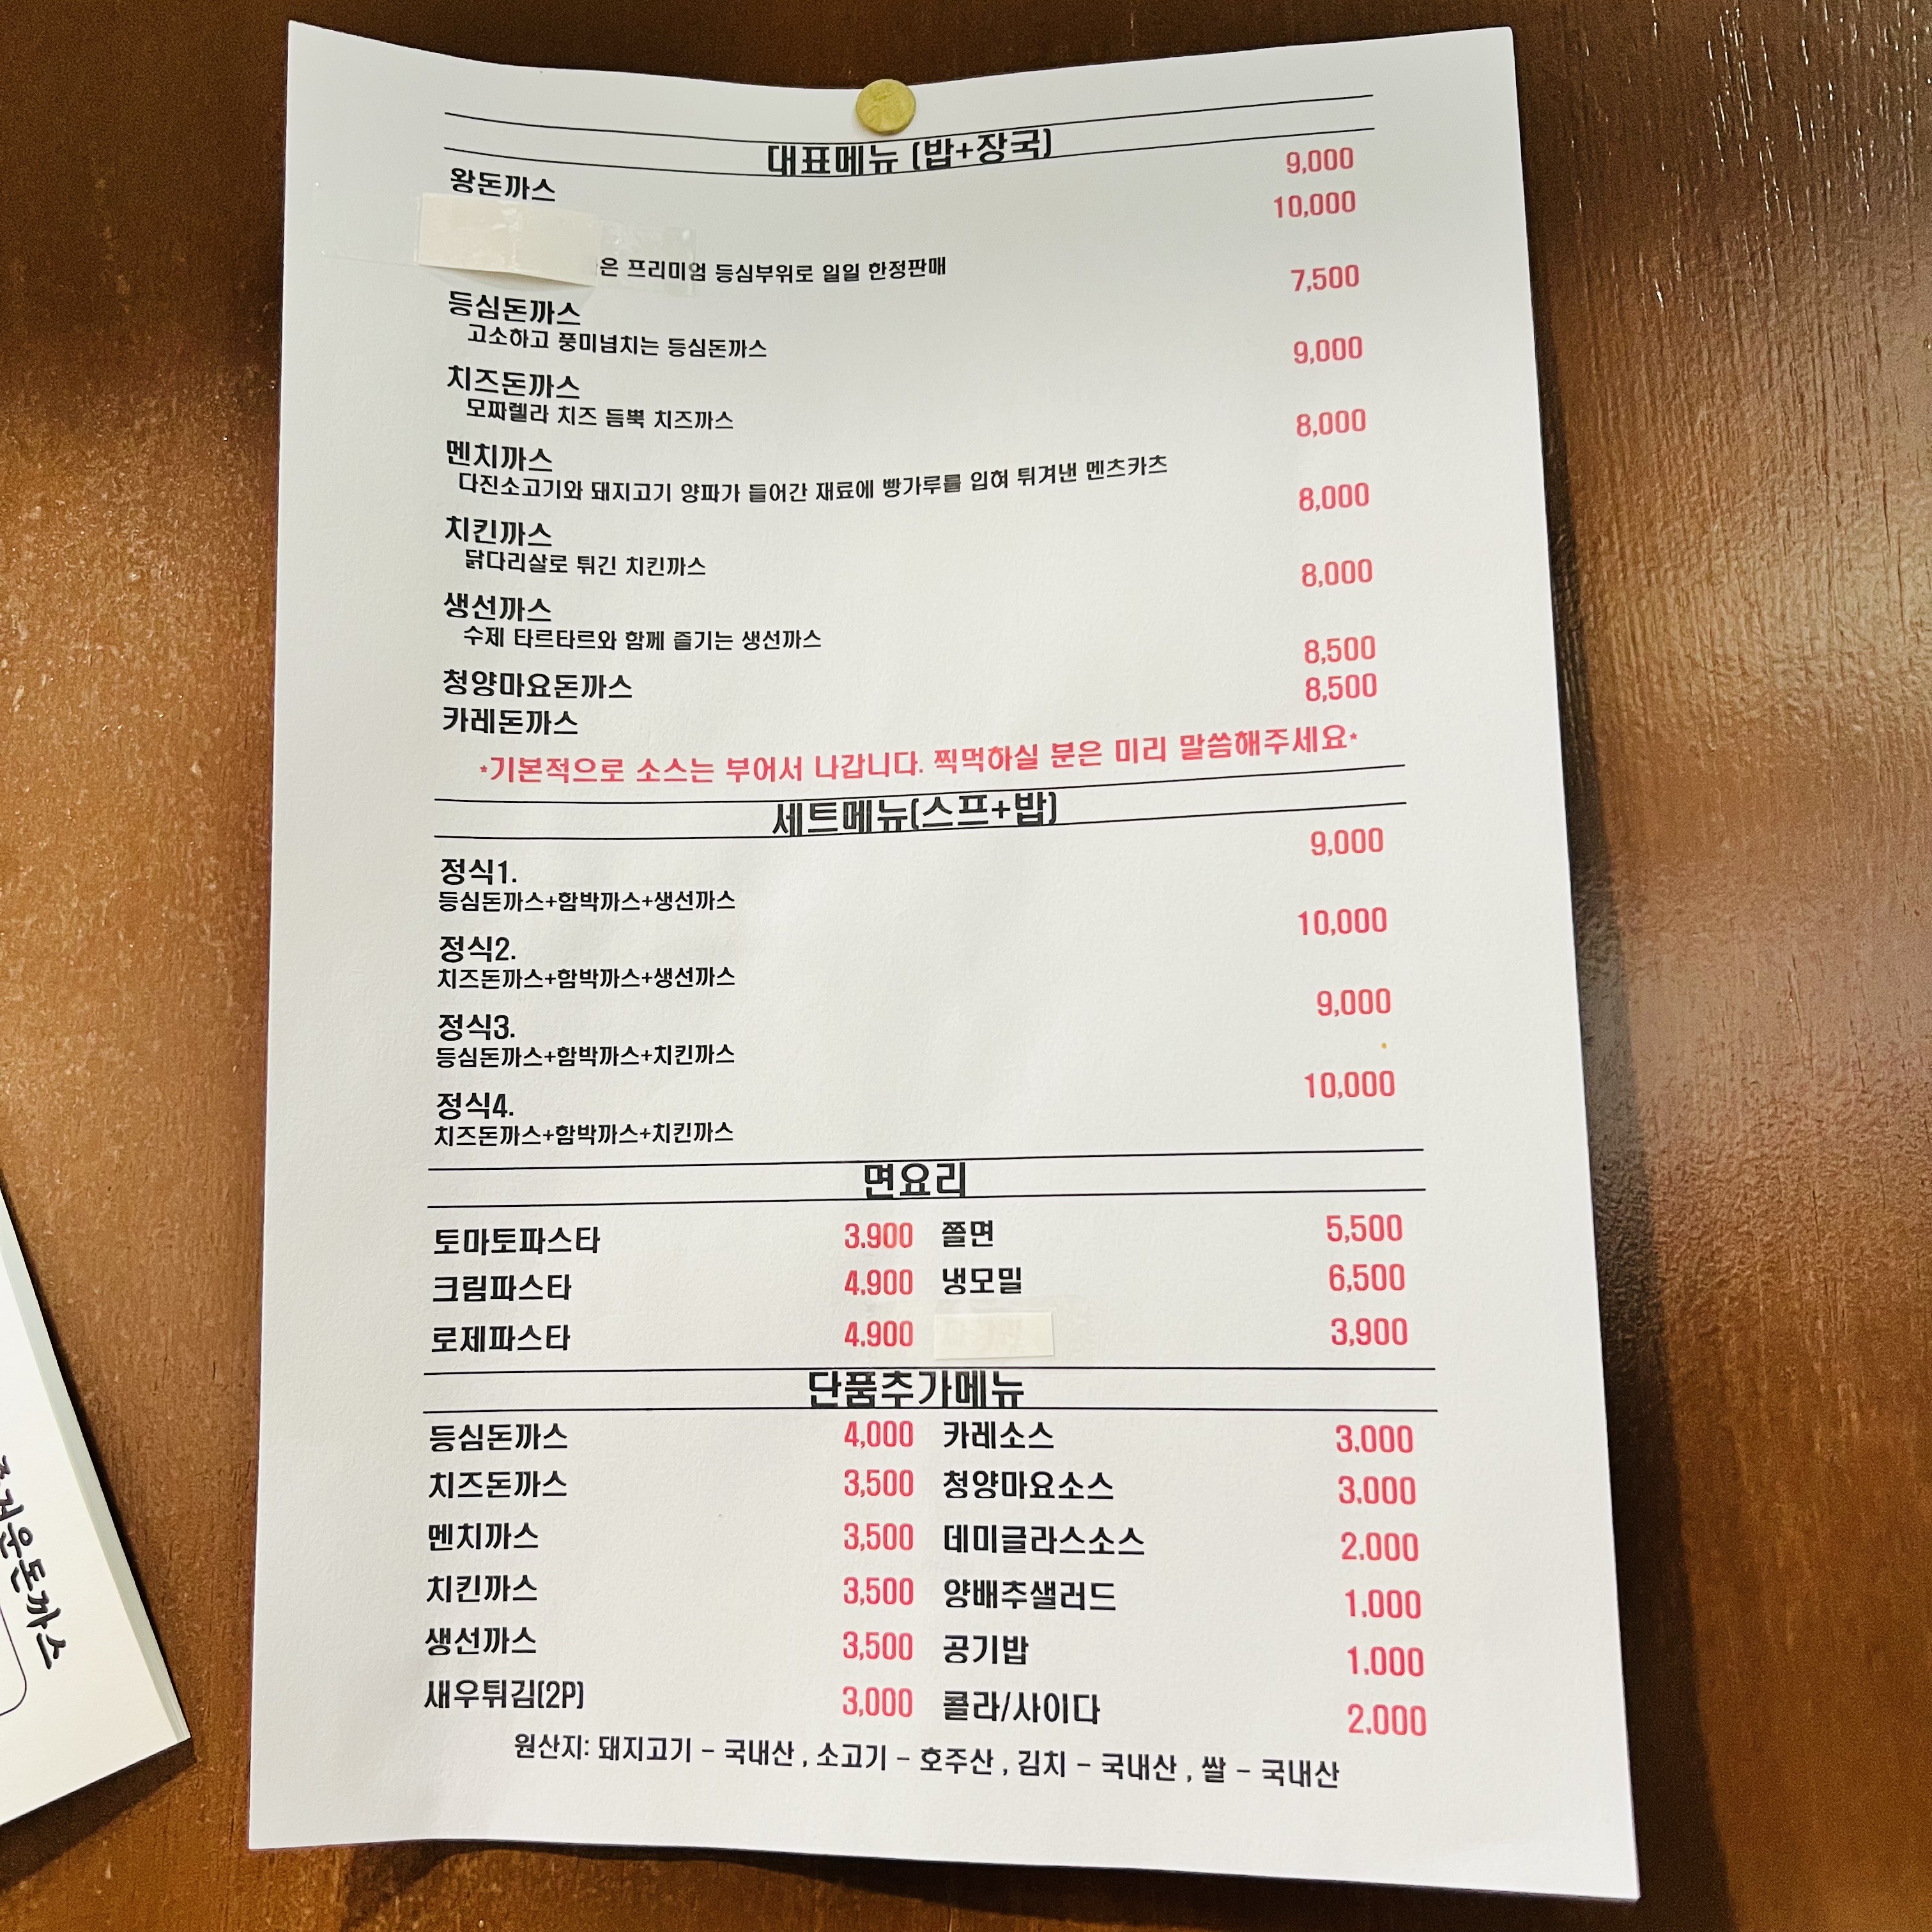 대표메뉴 (밥+장국)
왕돈까스 9,000
10,000
은 프리미엄 등심부위로 일일 한정판매
등심돈까스 7,500
고소하고 풍미넘치는 등심돈까스
치즈돈까스 9,000
모짜렐라 치즈 듬뿍 치즈까스
멘치까스 8,000
다진소고기와 돼지고기 양파가 들어간 재료에 빵가루를 입혀 튀겨낸 멘츠카츠
치킨까스 8,000
닭다리살로 튀긴 치킨까스
생선까스 8,000
수제 타르타르와 함께 즐기는 생선까스
청양마요돈까스 8,500
카레돈까스 8,500
*기본적으로 소스는 부어서 나갑니다. 찍먹하실 분은 미리 말씀해주세요*
세트메뉴(스프+밥)
정식1. 9,000
등심돈까스+함박까스+생선까스
정식2. 10,000
치즈돈까스+함박까스+생선까스
정식3. 9,000
등심돈까스+함박까스+치킨까스
정식4. 10,000
치즈돈까스+함박까스+치킨까스
면요리
토마토파스타 3.900 쫄면 5,500
크림파스타 4.900 냉모밀 6,500
로제파스타 4.900 3,900
단품추가메뉴
등심돈까스 4,000 카레소스 3.000
치즈돈까스 3,500 청양마요소스 3.000
멘치까스 3,500 데미글라스소스 2.000
치킨까스 3,500 양배추샐러드 1.000
생선까스 3,500 공기밥 1.000
새우튀김(2P) 3,000 콜라/사이다 2.000
원산지: 돼지고기 - 국내산 , 소고기 - 호주산 , 김치 - 국내산 , 쌀 - 국내산
돈까스